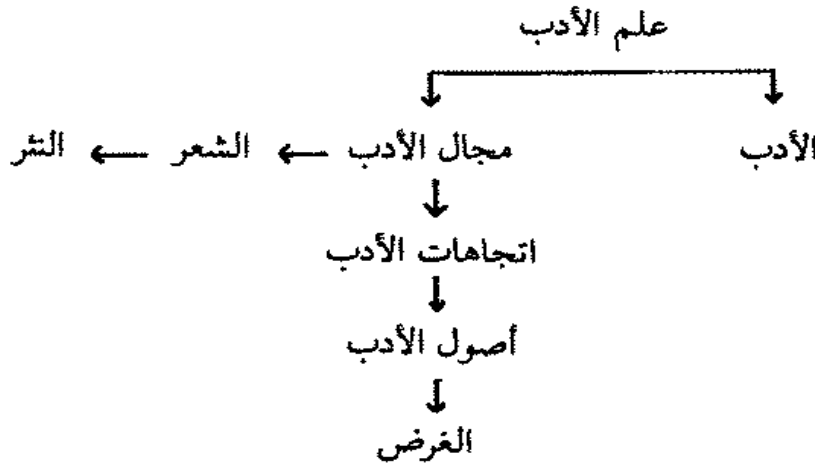 علم الأدب
الأدب مجال الأدب الشعر النثر
اتجاهات الأدب
أصول الأدب
الغرض